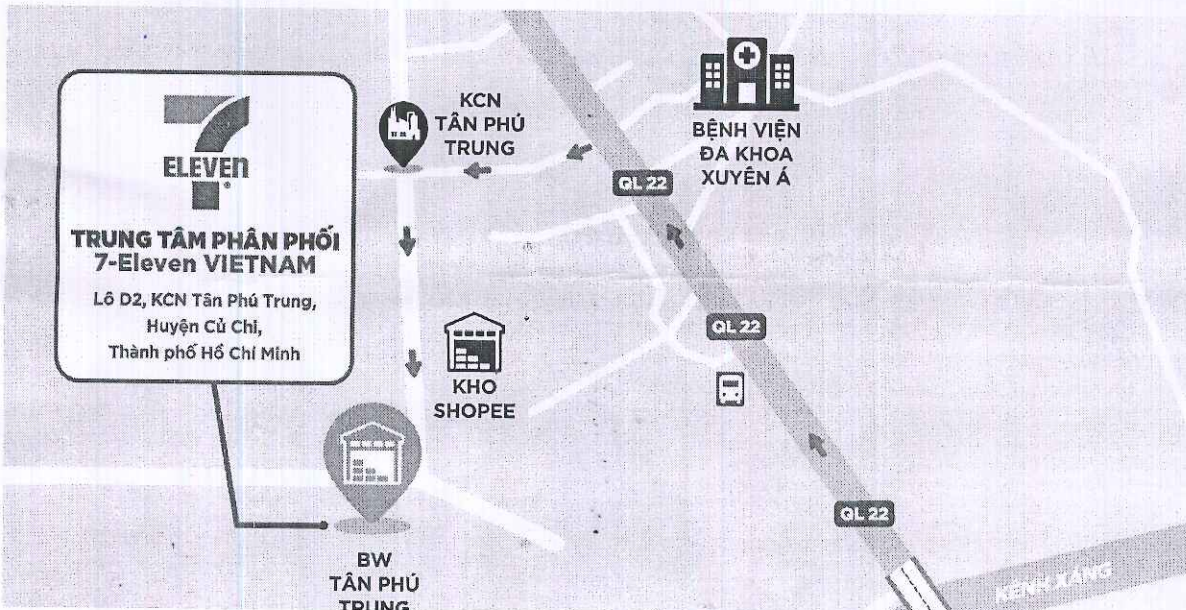 7
ELEVEN
TRUNG TÂM PHÂN PHỐI
7-Eleven VIETNAM
Lô D2, KCN Tân Phú Trung,
Huyện Củ Chi,
Thành phố Hồ Chí Minh
KCN
TÂN PHÚ
TRUNG
BỆNH VIỆN
ĐA KHOA
XUYÊN Á
QL 22
QL 22
KHO
SHOPEE
QL 22
BW
TÂN PHÚ
TRUNG
KÊNH XÁNG